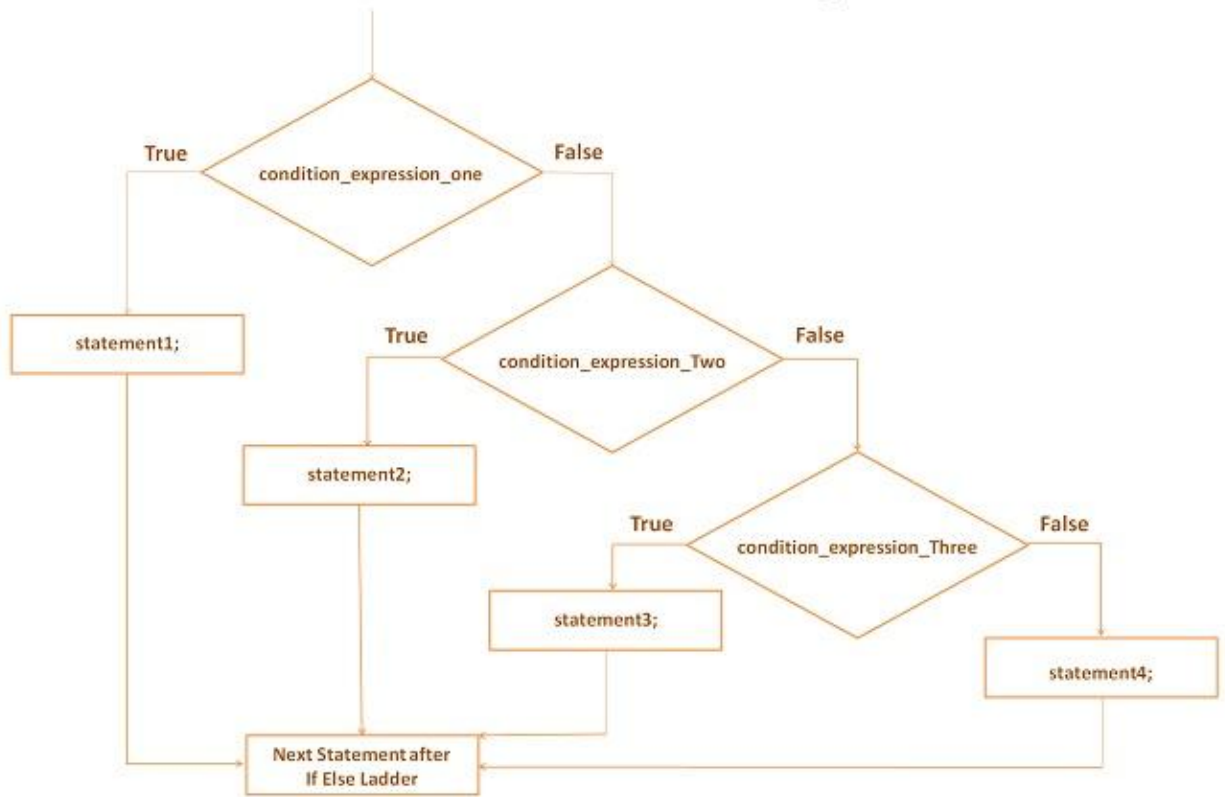 True
False
condition_expression_one
statement1;
True
False
condition_expression_Two
statement2;
True
False
condition_expression_Three
statement3;
statement4;
Next Statement after
If Else Ladder